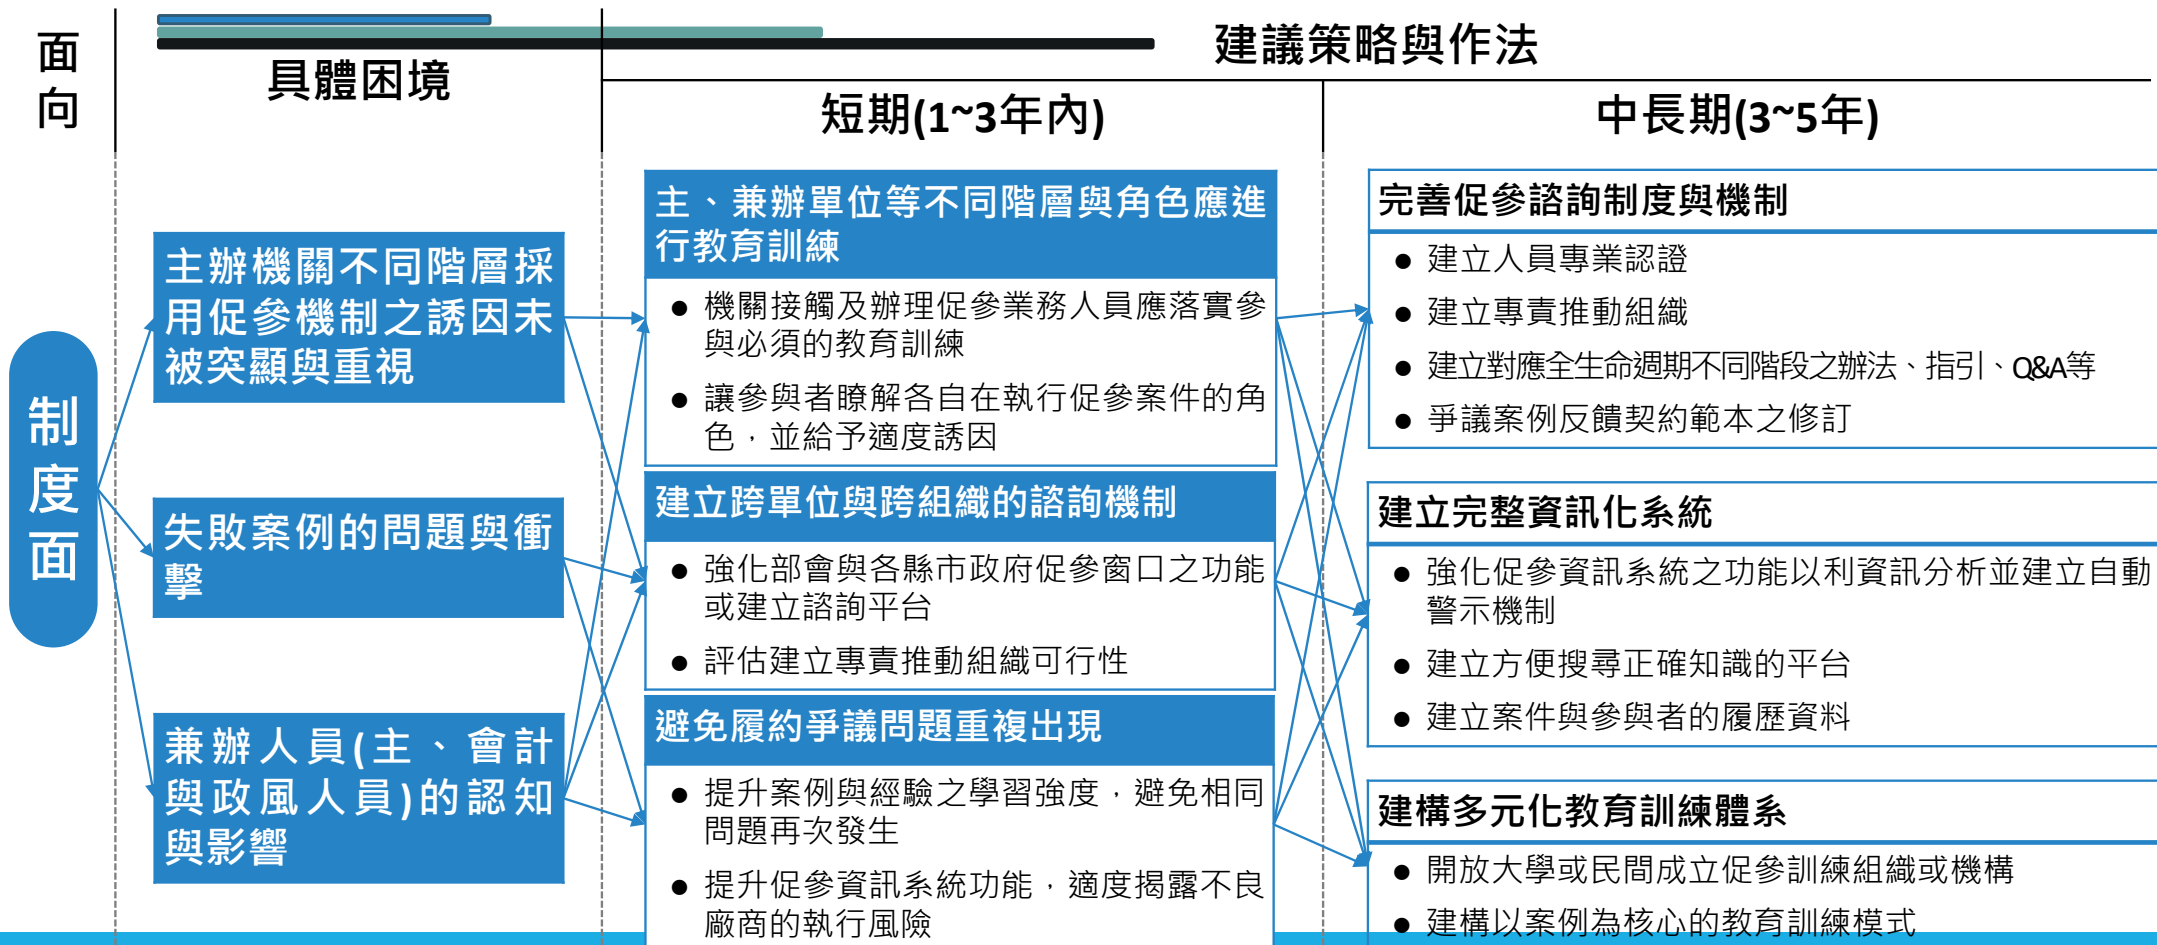 面
向
具體困境
建議策略與作法
短期(1~3年內)
中長期(3~5年)
制
度
面
主辦機關不同階層採
用促參機制之誘因未
被突顯與重視
失敗案例的問題與衝
擊
兼辦人員(主、會計
與政風人員)的認知
與影響
主、兼辦單位等不同階層與角色應進
行教育訓練
● 機關接觸及辦理促參業務人員應落實參
與必須的教育訓練
● 讓參與者瞭解各自在執行促參案件的角
色，並給予適度誘因
建立跨單位與跨組織的諮詢機制
● 強化部會與各縣市政府促參窗口之功能
或建立諮詢平台
● 評估建立專責推動組織可行性
避免履約爭議問題重複出現
● 提升案例與經驗之學習強度，避免相同
問題再次發生
● 提升促參資訊系統功能，適度揭露不良
廠商的執行風險
完善促參諮詢制度與機制
● 建立人員專業認證
● 建立專責推動組織
● 建立對應全生命週期不同階段之辦法、指引、Q&A等
● 爭議案例反饋契約範本之修訂
建立完整資訊化系統
● 強化促參資訊系統之功能以利資訊分析並建立自動
警示機制
● 建立方便搜尋正確知識的平台
● 建立案件與參與者的履歷資料
建構多元化教育訓練體系
● 開放大學或民間成立促參訓練組織或機構
● 建構以案例為核心的教育訓練模式